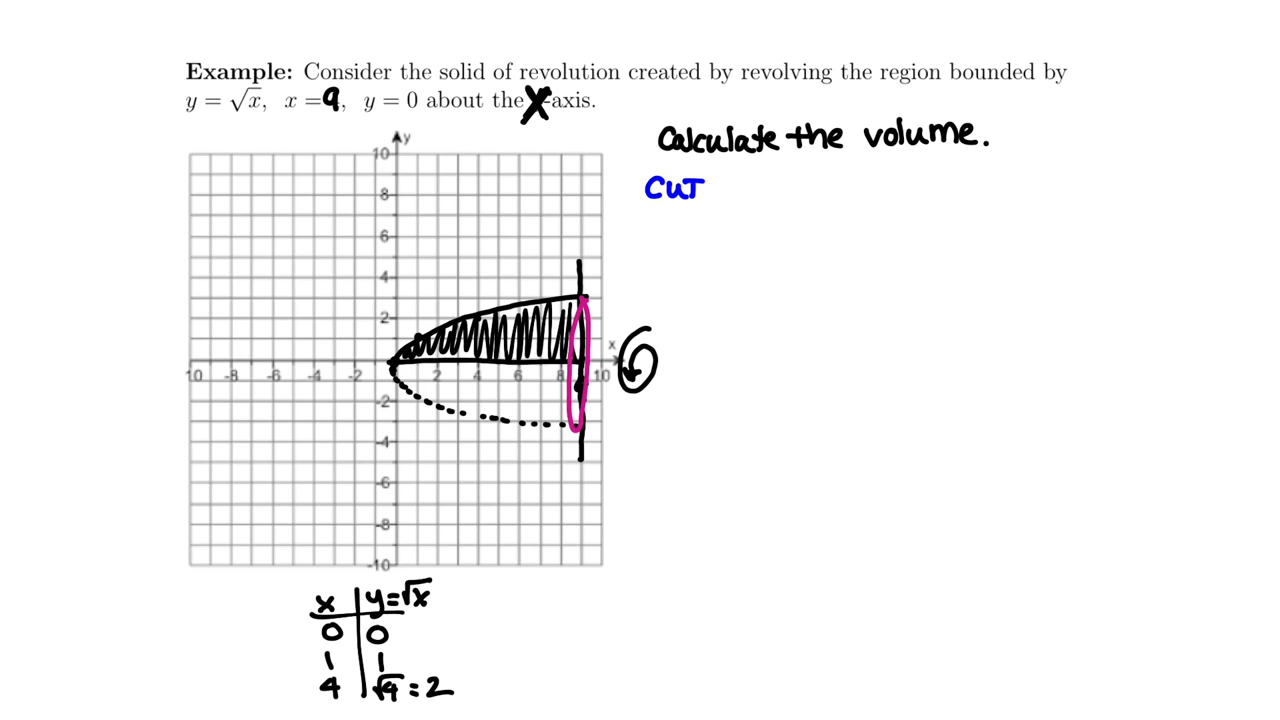 Example: Consider the solid of revolution created by revolving the region bounded by
y = √x, x = 9, y = 0 about the X-axis.
Calculate the volume.
CUT
y
10
8
6
4
2
x
10 -8 -6 -4 -2 2 4 6 8 10
-2
-4
-6
-8
-10
x y=√x
0 0
1 1
4 √4 = 2